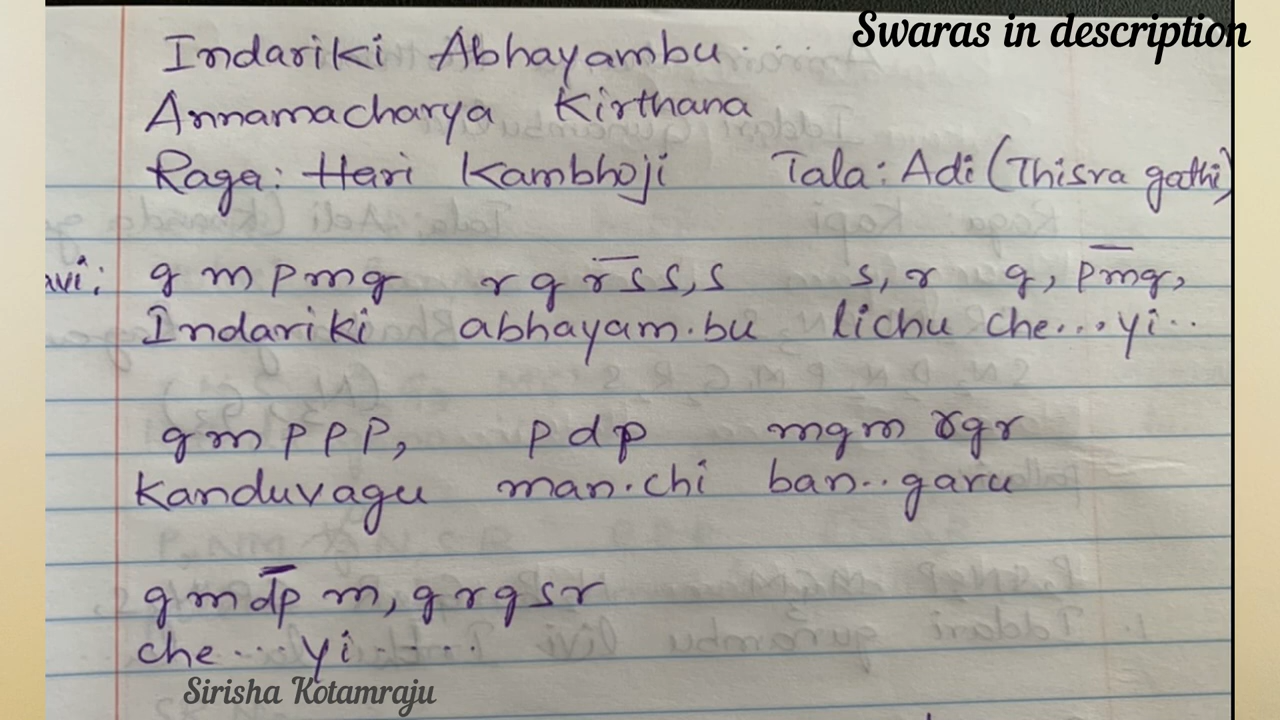 Swaras in description
Indariki Abhayambu
Annamacharya Kirthana
Raga: Hari Kambhoji Tala: Adi (Thisra gathi)
avi: g m p m g r g r s s, s s, r g, p m g,
Indariki abhayam.bu lichu che... yi..
g m p p p, p d p m g m r g r
Kanduvagu man.chi ban..garu
g m d p m, g r g s r
che... yi....
Sirisha Kotamraju